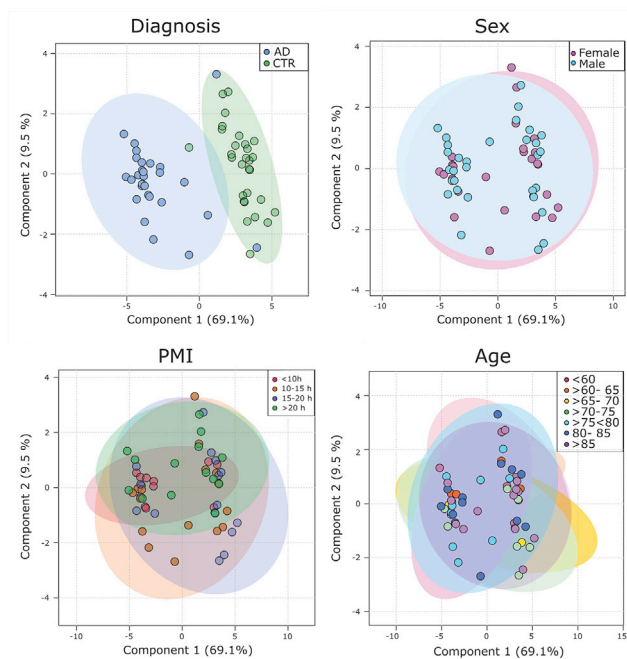 Diagnosis
AD
CTR
Component 2 (9.5 %)
4
2
0
-2
-4
-5
0
5
Component 1 (69.1%)
Sex
Female
Male
Component 2 (9.5 %)
4
2
0
-2
-4
-5
0
5
Component 1 (69.1%)
PMI
<10h
10-15 h
15-20 h
>20 h
Component 2 (9.5 %)
4
2
0
-2
-4
-10
-5
0
5
10
Component 1 (69.1%)
Age
<60
>60- 65
>65- 70
>70-75
>75<80
80- 85
>85
Component 2 (9.5 %)
4
2
0
-2
-4
-10
-5
0
5
10
15
Component 1 (69.1%)